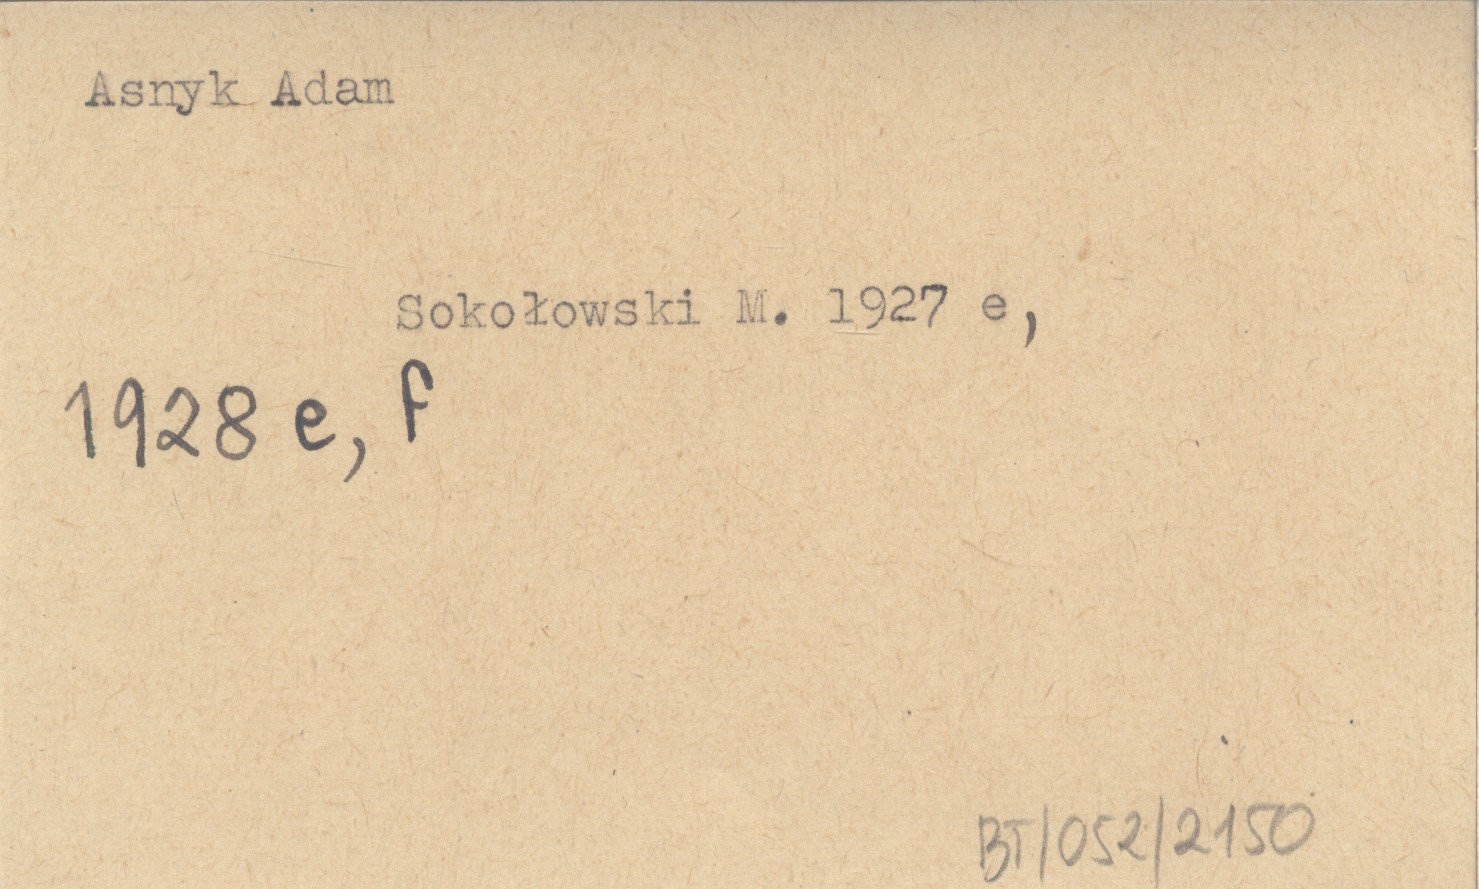 Asnyk Adam
Sokołowski M. 1927 e,
1928 e, f
BT/052/2150